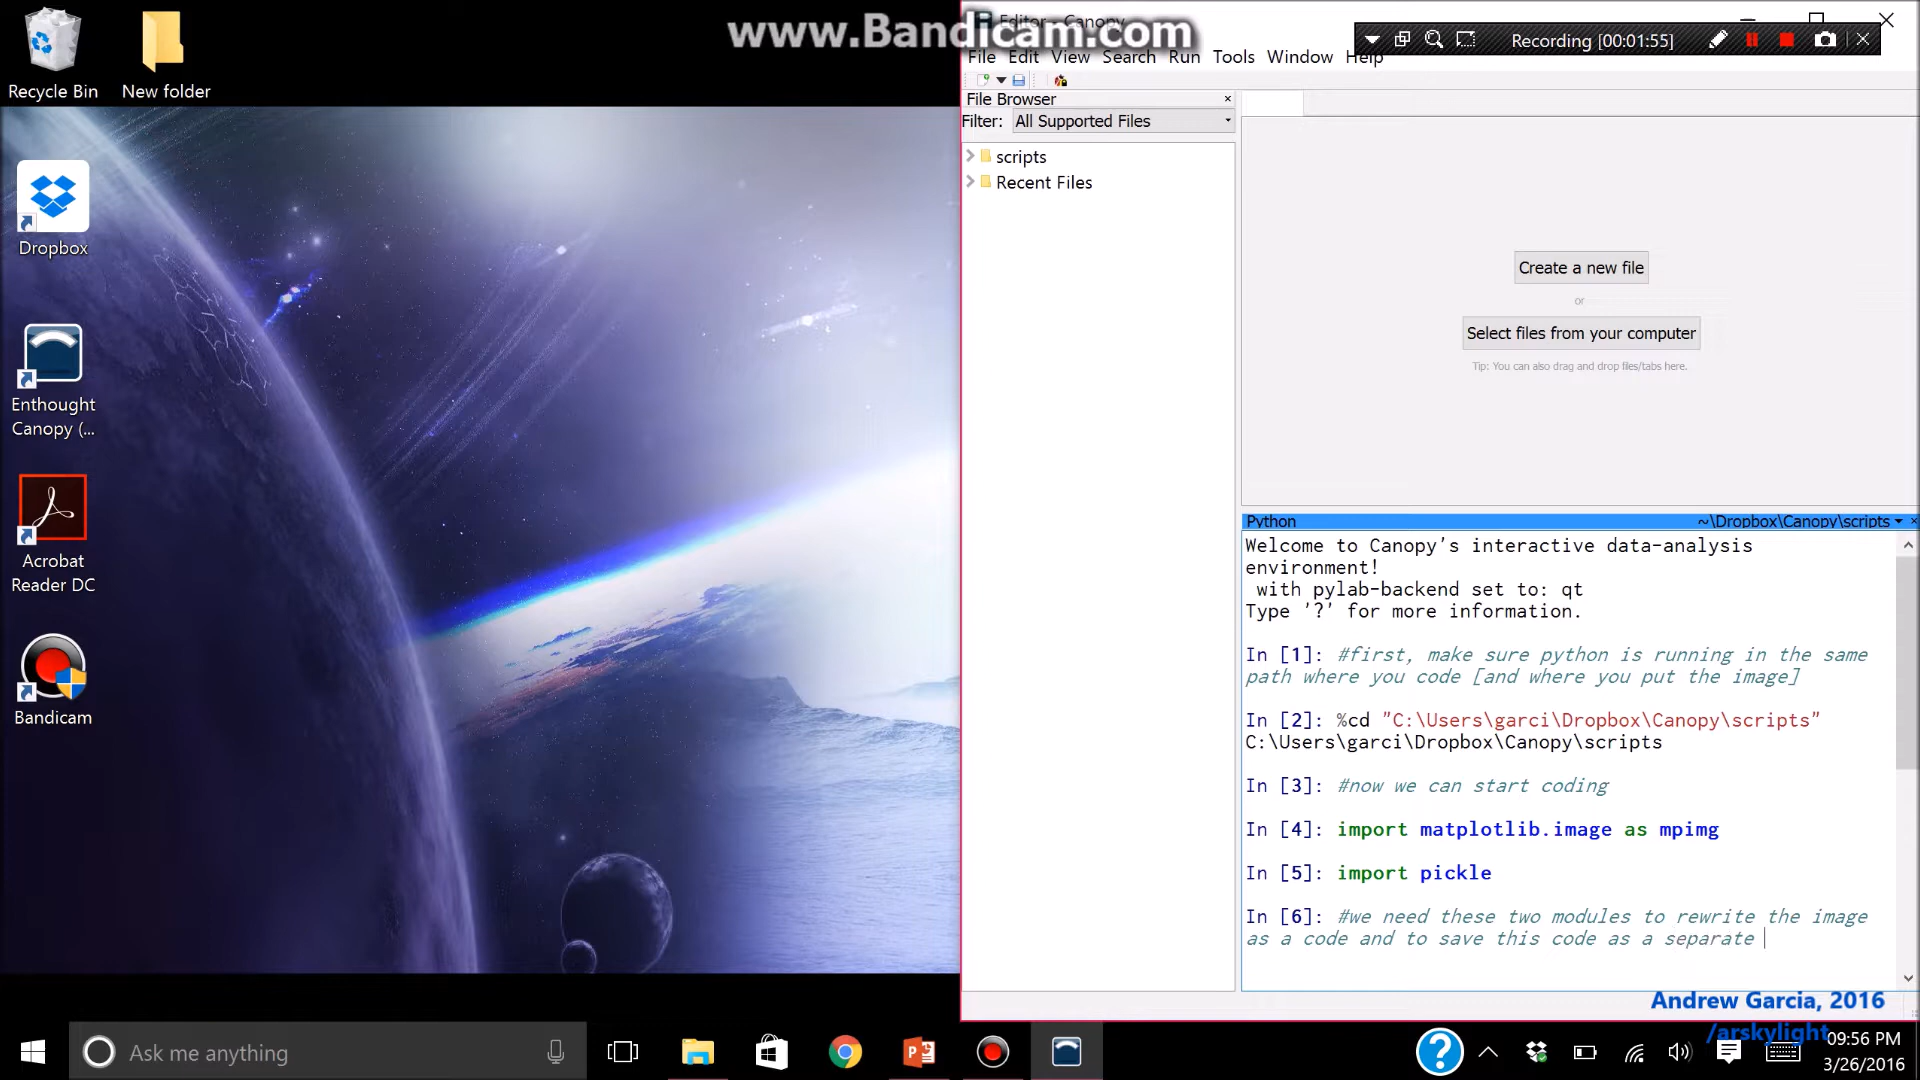 www.Bandicam.com
Editor - Canopy
Recording [00:01:55]
File Edit View Search Run Tools Window Help
File Browser
Filter: All Supported Files
scripts
Recent Files
Recycle Bin
New folder
Dropbox
Enthought
Canopy (...
Acrobat
Reader DC
Bandicam
Create a new file
or
Select files from your computer
Tip: You can also drag and drop files/tabs here.
Python ~\Dropbox\Canopy\scripts
Welcome to Canopy's interactive data-analysis
environment!
with pylab-backend set to: qt
Type '?' for more information.
In [1]: #first, make sure python is running in the same
path where you code [and where you put the image]
In [2]: %cd "C:\Users\garci\Dropbox\Canopy\scripts"
C:\Users\garci\Dropbox\Canopy\scripts
In [3]: #now we can start coding
In [4]: import matplotlib.image as mpimg
In [5]: import pickle
In [6]: #we need these two modules to rewrite the image
as a code and to save this code as a separate
Andrew Garcia, 2016
/arskylight
Ask me anything
09:56 PM
3/26/2016